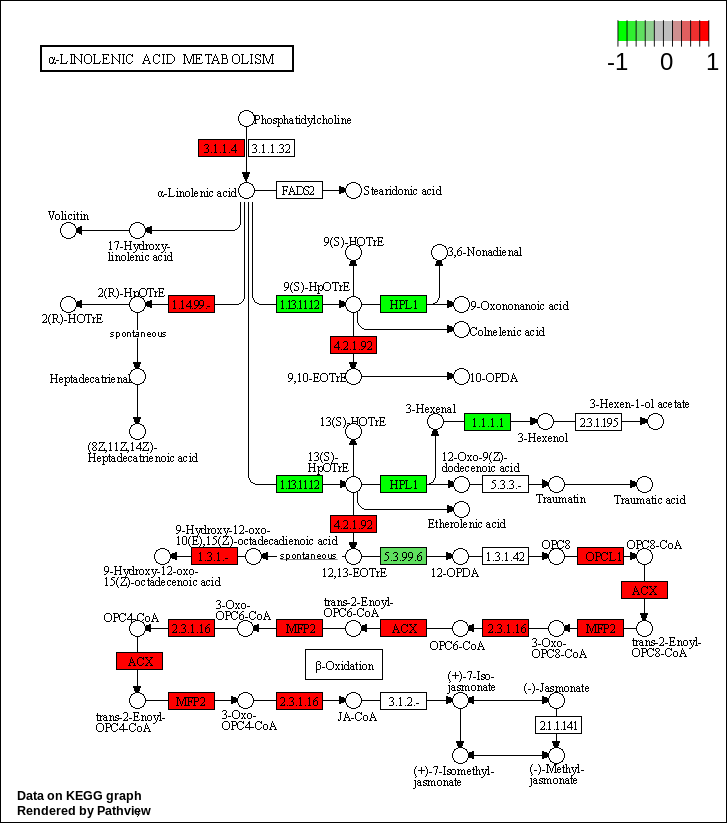 -1 0 1
α-LINOLENIC ACID METABOLISM
Phosphatidylcholine
3.1.1.4 3.1.1.32
α-Linolenic acid FADS2 Stearidonic acid
Volicitin
17-Hydroxy-
linolenic acid
9(S)-HOTrE
3,6-Nonadienal
2(R)-HpOTrE
9(S)-HpOTrE
1.14.99.- 1.13.11.12 HPL1 9-Oxononanoic acid
2(R)-HOTrE
Colnelenic acid
spontaneous
4.2.1.92
Heptadecatrienal
9,10-EOTrE 10-OPDA
3-Hexenal
3-Hexen-1-ol acetate
13(S)-HOTrE
1.1.1.1 2.3.1.195
3-Hexenol
(8Z,11Z,14Z)-
Heptadecatrienoic acid
13(S)-
HpOTrE
12-Oxo-9(Z)-
dodecenoic acid
1.13.11.12 HPL1 5.3.3.-
Traumatin Traumatic acid
4.2.1.92
Etherolenic acid
9-Hydroxy-12-oxo-
10(E),15(Z)-octadecadienoic acid
OPC8 OPC8-CoA
1.3.1.- spontaneous 5.3.99.6 1.3.1.42 OPCL1
9-Hydroxy-12-oxo-
15(Z)-octadecenoic acid
12,13-EOTrE 12-OPDA
ACX
OPC4-CoA
3-Oxo-
OPC6-CoA
trans-2-Enoyl-
OPC6-CoA
2.3.1.16 MFP2 ACX 2.3.1.16 MFP2
OPC6-CoA
3-Oxo-
OPC8-CoA
trans-2-Enoyl-
OPC8-CoA
ACX
β-Oxidation
(+)-7-Iso-
jasmonate
(-)-Jasmonate
MFP2 2.3.1.16 3.1.2.-
trans-2-Enoyl-
OPC4-CoA
3-Oxo-
OPC4-CoA
JA-CoA
2.1.1.141
(+)-7-Isomethyl-
jasmonate
(-)-Methyl-
jasmonate
Data on KEGG graph
Rendered by Pathview